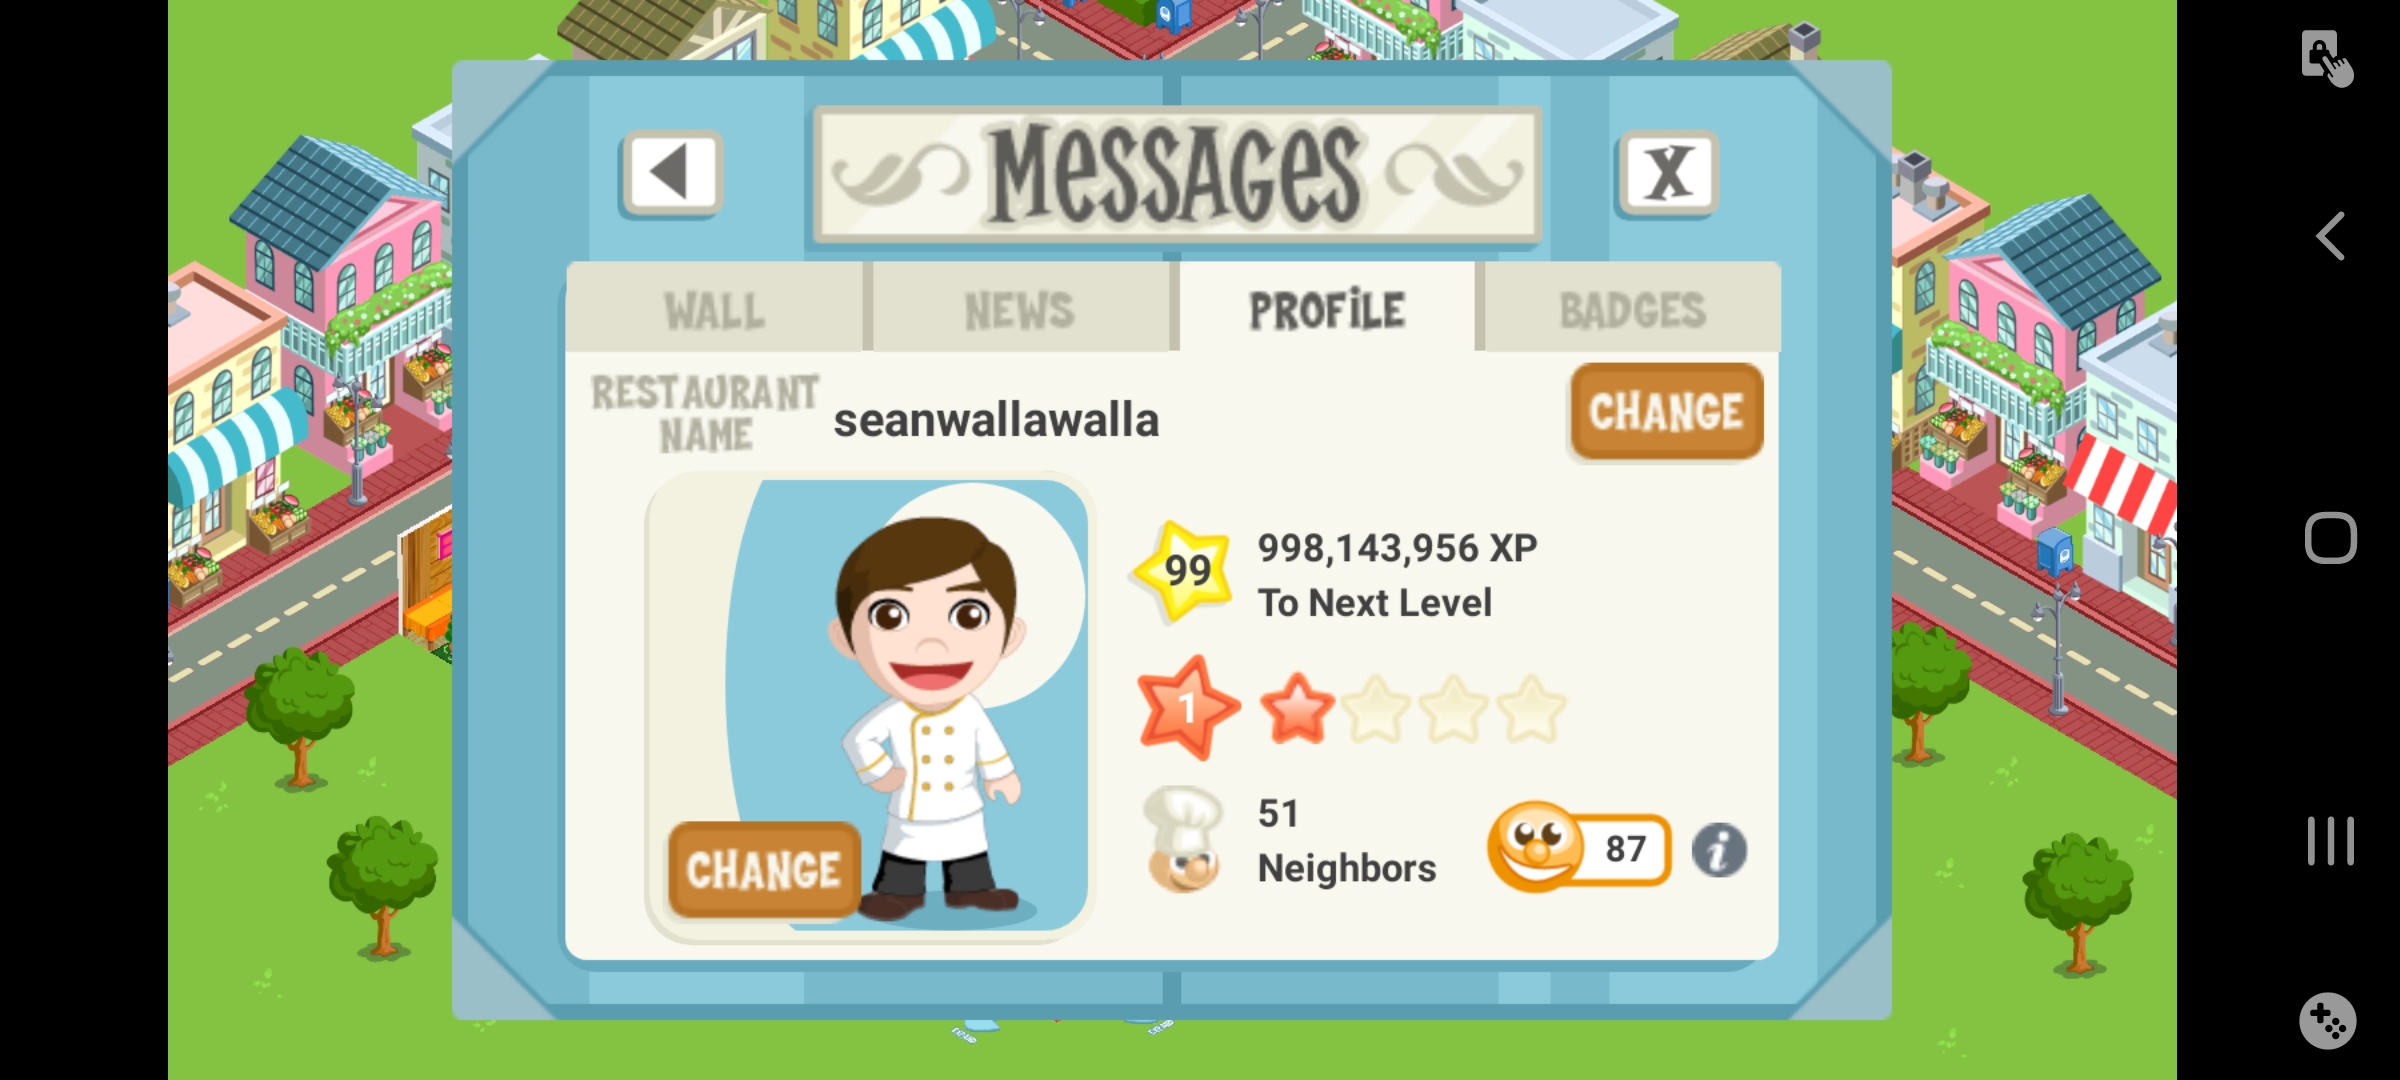 MESSAGES
X
WALL NEWS PROFILE BADGES
RESTAURANT
NAME
seanwallawalla
CHANGE
99
998,143,956 XP
To Next Level
1
51
Neighbors
87
i
CHANGE